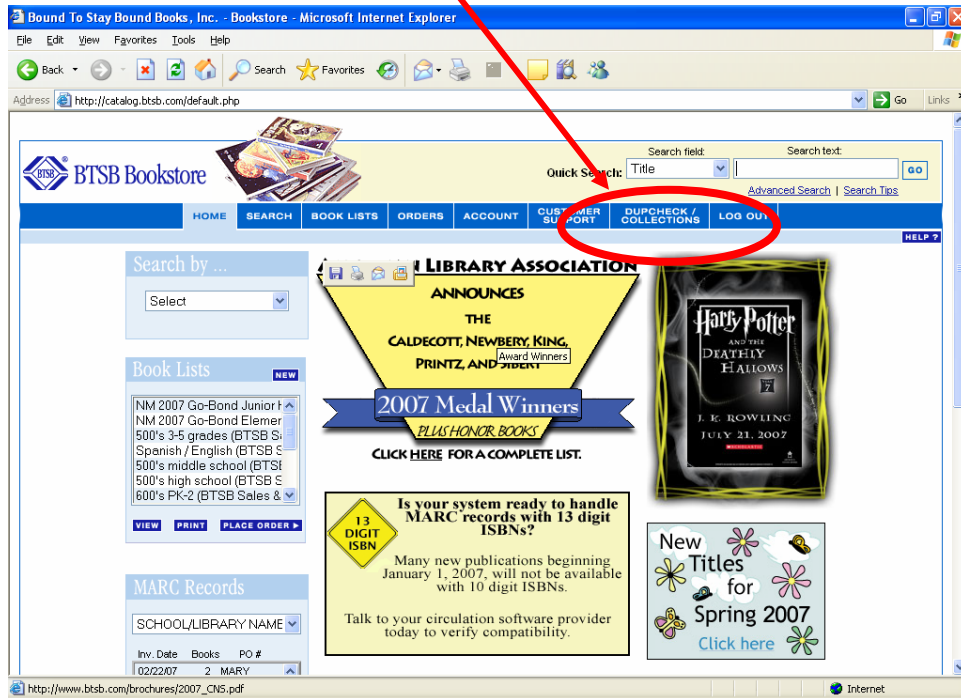 Bound To Stay Bound Books, Inc. - Bookstore - Microsoft Internet Explorer
File Edit View Favorites Tools Help
Back Search Favorites
Address http://catalog.btsb.com/default.php Go Links
BTSB BTSB Bookstore
Search field: Search text:
Quick Search: Title GO
Advanced Search | Search Tips
HOME SEARCH BOOK LISTS ORDERS ACCOUNT CUSTOMER SUPPORT DUPCHECK / COLLECTIONS LOG OUT
HELP ?
Search by ...
Select
Book Lists NEW
NM 2007 Go-Bond Junior
NM 2007 Go-Bond Elemer
500's 3-5 grades (BTSB S
Spanish / English (BTSB S
500's middle school (BTSE
500's high school (BTSB S
600's PK-2 (BTSB Sales &
VIEW PRINT PLACE ORDER
MARC Records
SCHOOL/LIBRARY NAME
Inv. Date Books PO #
02/22/07 2 MARY
LIBRARY ASSOCIATION
ANNOUNCES
THE
CALDECOTT, NEWBERY, KING,
PRINTZ, AND SIBERT
Award Winners
2007 Medal Winners
PLUS HONOR BOOKS
CLICK HERE FOR A COMPLETE LIST.
13
DIGIT
ISBN
Is your system ready to handle
MARC records with 13 digit
ISBNs?
Many new publications beginning
January 1, 2007, will not be available
with 10 digit ISBNs.
Talk to your circulation software provider
today to verify compatibility.
Harry Potter
AND THE
DEATHLY
HALLOWS
7
J. K. ROWLING
JULY 21, 2007
SCHOLASTIC
New
Titles
for
Spring 2007
Click here
http://www.btsb.com/brochures/2007_CNS.pdf Internet